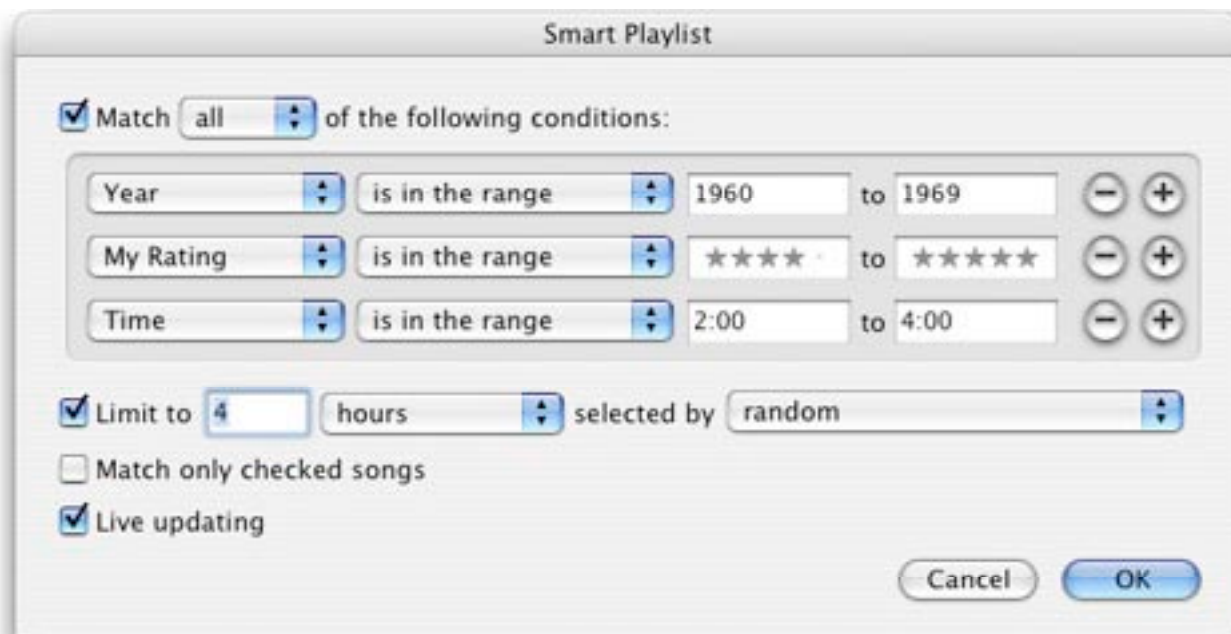 Smart Playlist
Match all of the following conditions:
Year is in the range 1960 to 1969
My Rating is in the range ★★★★ · to ★★★★★
Time is in the range 2:00 to 4:00
Limit to 4 hours selected by random
Match only checked songs
Live updating
Cancel OK